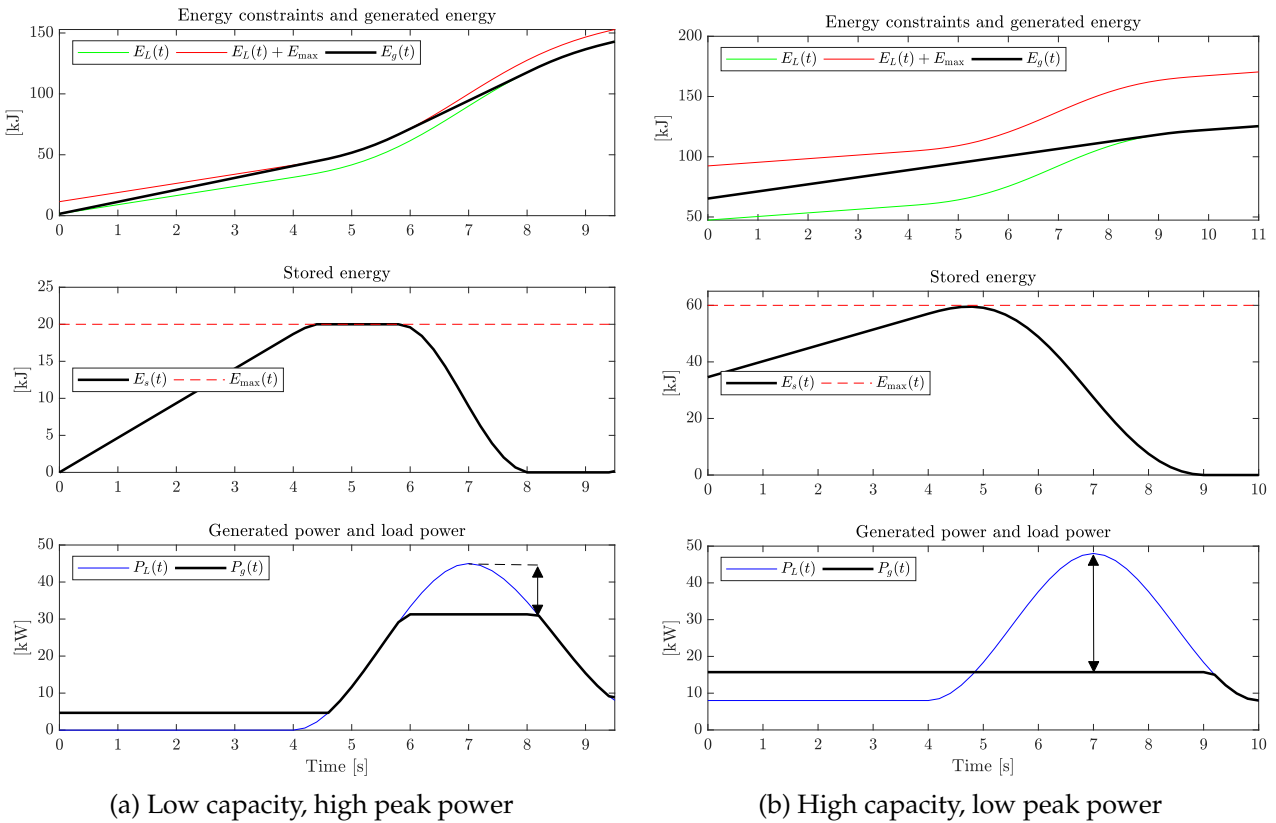 Energy constraints and generated energy
E_L(t) E_L(t) + E_max E_g(t)
[kJ]
150
100
50
0
0 1 2 3 4 5 6 7 8 9
Stored energy
E_s(t) E_max(t)
[kJ]
25
20
15
10
5
0
0 1 2 3 4 5 6 7 8 9
Generated power and load power
P_L(t) P_g(t)
[kW]
50
40
30
20
10
0
0 1 2 3 4 5 6 7 8 9
Time [s]
(a) Low capacity, high peak power
Energy constraints and generated energy
E_L(t) E_L(t) + E_max E_g(t)
[kJ]
200
150
100
50
0 1 2 3 4 5 6 7 8 9 10 11
Stored energy
E_s(t) E_max(t)
[kJ]
60
40
20
0
0 1 2 3 4 5 6 7 8 9 10
Generated power and load power
P_L(t) P_g(t)
[kW]
50
40
30
20
10
0
0 1 2 3 4 5 6 7 8 9 10
Time [s]
(b) High capacity, low peak power